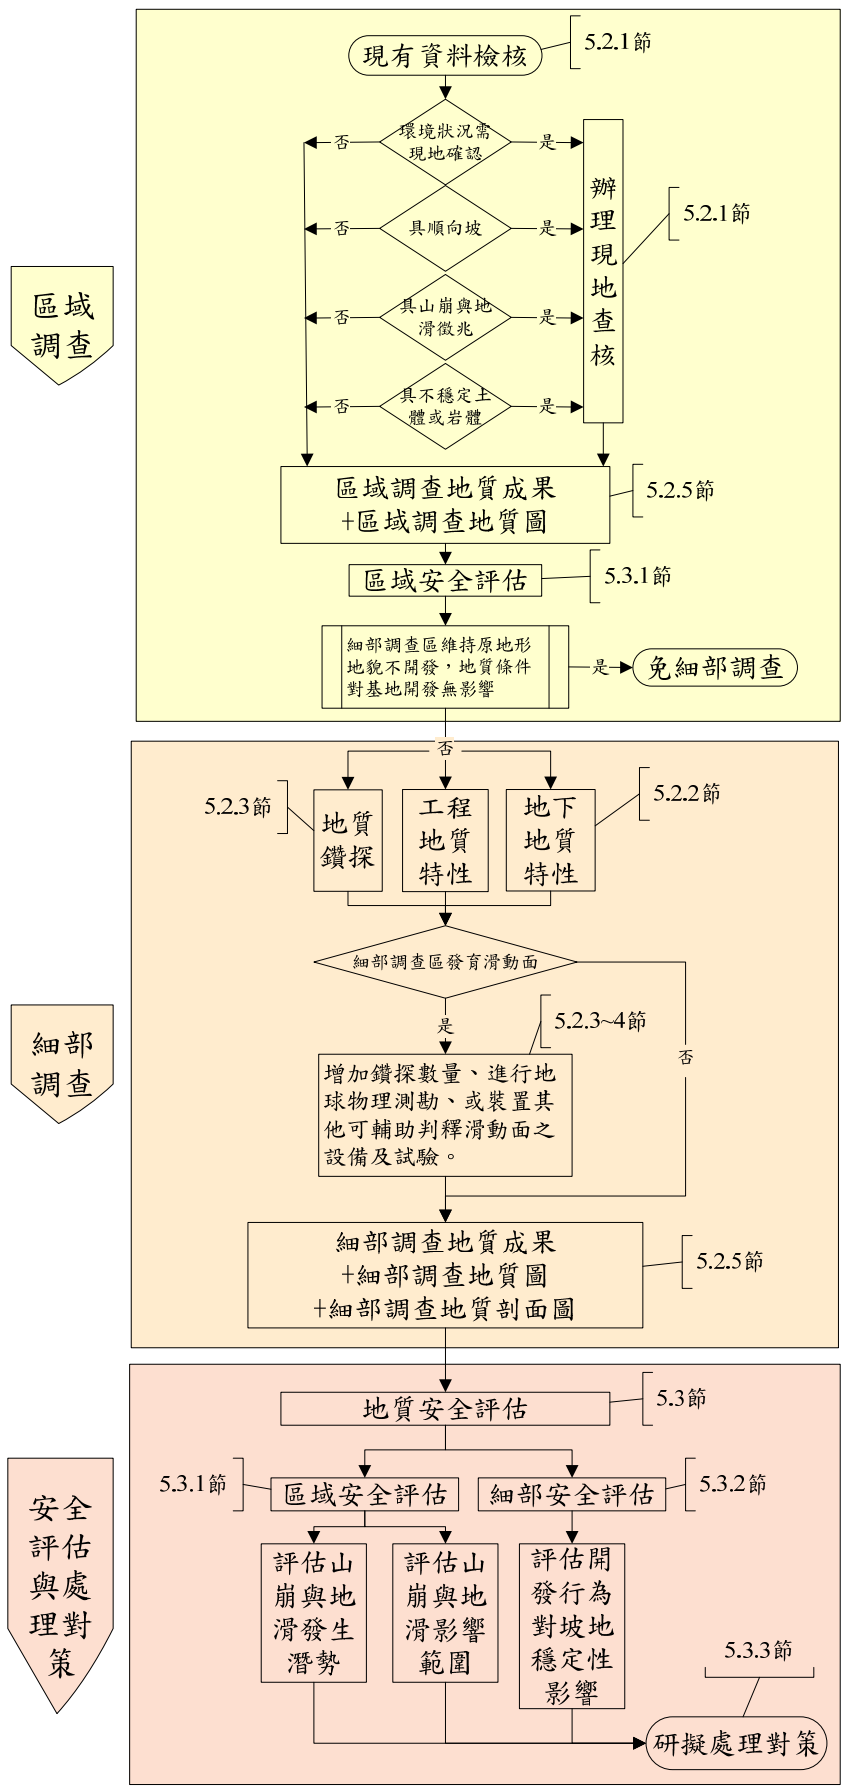 現有資料檢核
5.2.1節
環境狀況需
現地確認
否
是
具順向坡
否
是
具山崩與地
滑徵兆
否
是
具不穩定土
體或岩體
否
是
辦
理
現
地
查
核
5.2.1節
區域
調查
區域調查地質成果
+區域調查地質圖
5.2.5節
區域安全評估
5.3.1節
細部調查區維持原地形
地貌不開發，地質條件
對基地開發無影響
是
免細部調查
否
5.2.3節
地質
鑽探
工程
地質
特性
地下
地質
特性
5.2.2節
細部調查區發育滑動面
是
否
5.2.3~4節
細部
調查
增加鑽探數量、進行地
球物理測勘、或裝置其
他可輔助判釋滑動面之
設備及試驗。
細部調查地質成果
+細部調查地質圖
+細部調查地質剖面圖
5.2.5節
地質安全評估
5.3節
5.3.1節
區域安全評估
細部安全評估
5.3.2節
安全
評估
與處
理對
策
評估山
崩與地
滑發生
潛勢
評估山
崩與地
滑影響
範圍
評估開
發行為
對坡地
穩定性
影響
5.3.3節
研擬處理對策